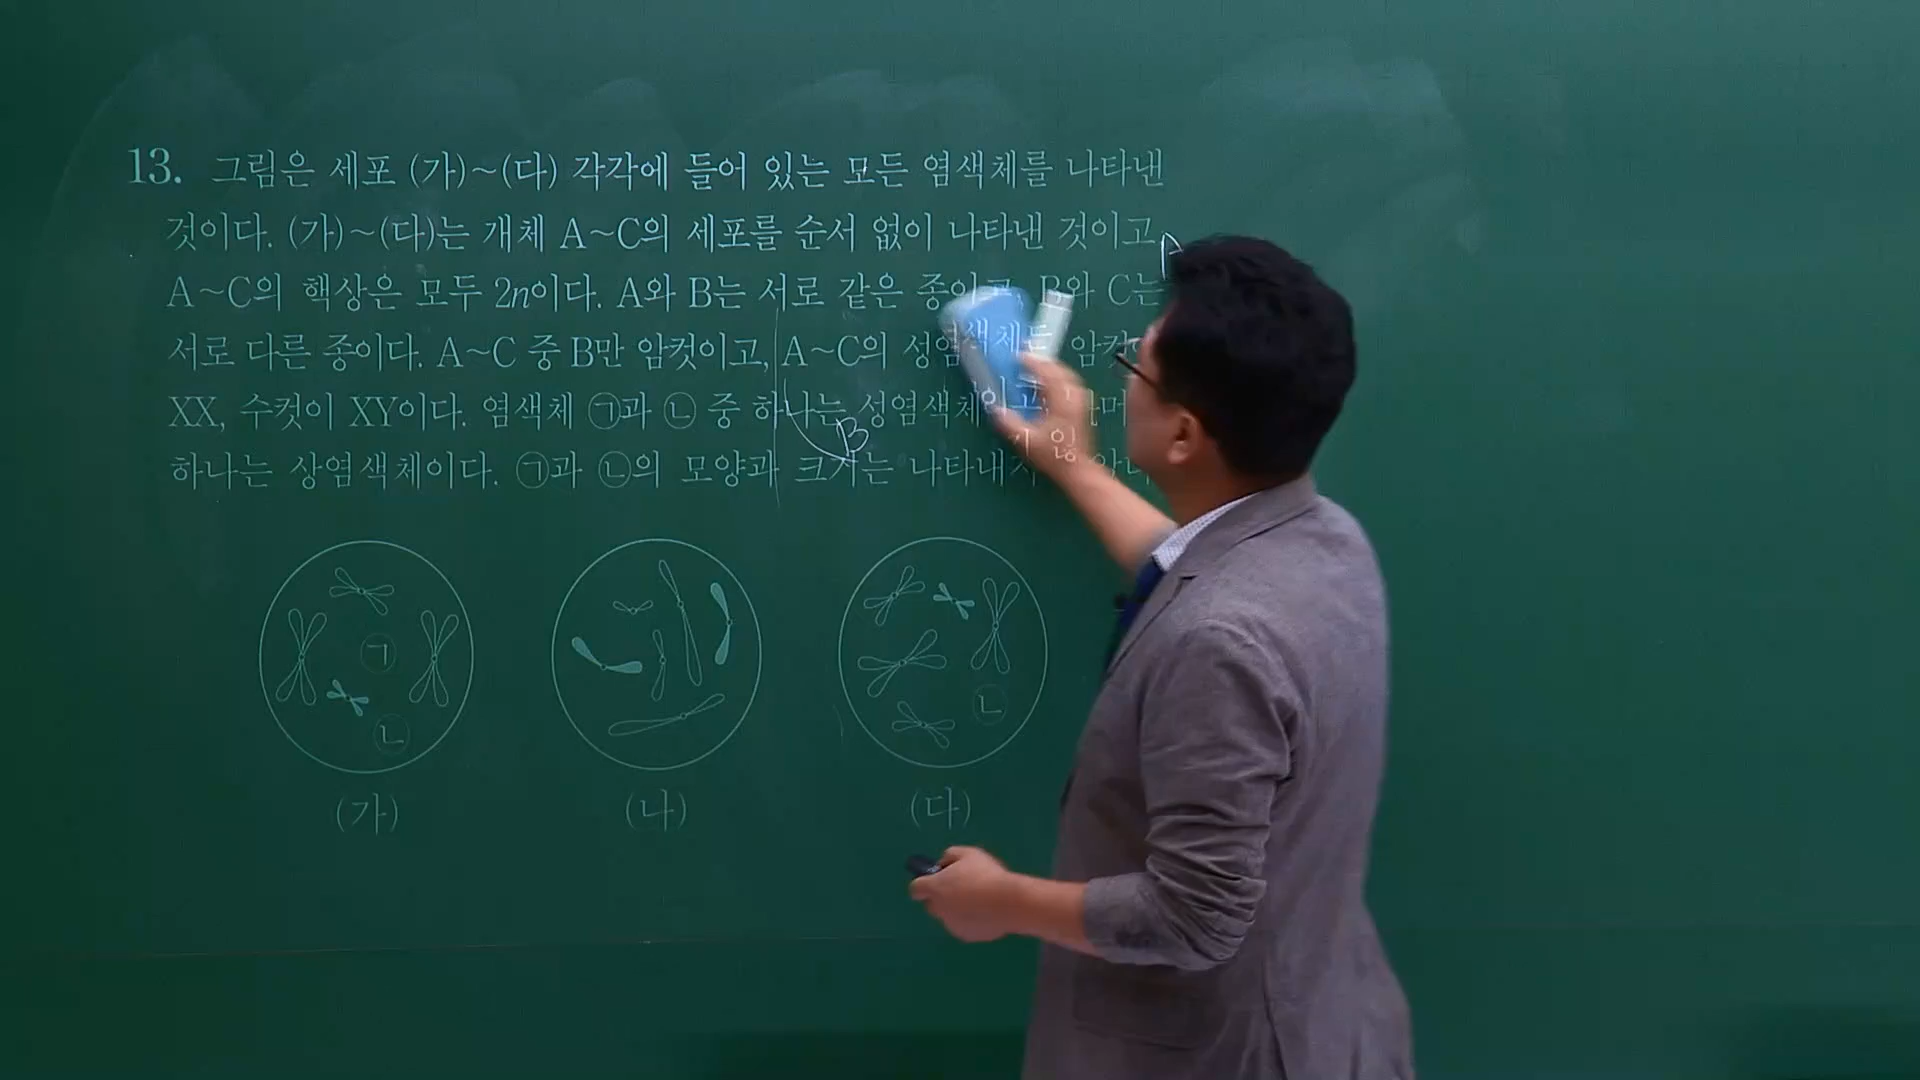 13. 그림은 세포 (가)~(다) 각각에 들어 있는 모든 염색체를 나타낸
것이다. (가)~(다)는 개체 A~C의 세포를 순서 없이 나타낸 것이고,
A~C의 핵상은 모두 2n이다. A와 B는 서로 같은 종이고, B와 C는
서로 다른 종이다. A~C 중 B만 암컷이고, A~C의 성염색체는 암컷이
XX, 수컷이 XY이다. 염색체 ㉠과 ㉡ 중 하나는 성염색체이고,
B
하나는 상염색체이다. ㉠과 ㉡의 모양과 크기는 나타내지
㉠
㉡
㉡
(가)
(나)
(다)